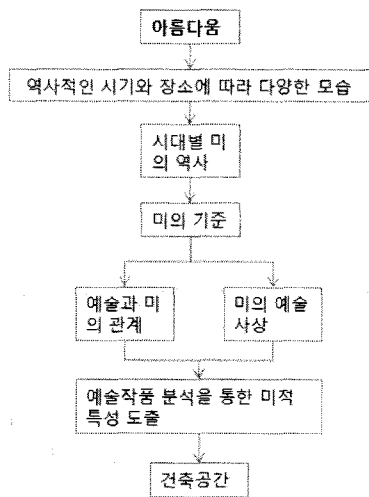 아름다움
역사적인 시기와 장소에 따라 다양한 모습
시대별 미
의 역사
미의 기준
예술과 미
의 관계
미의 예술
사상
예술작품 분석을 통한 미적
특성 도출
건축공간